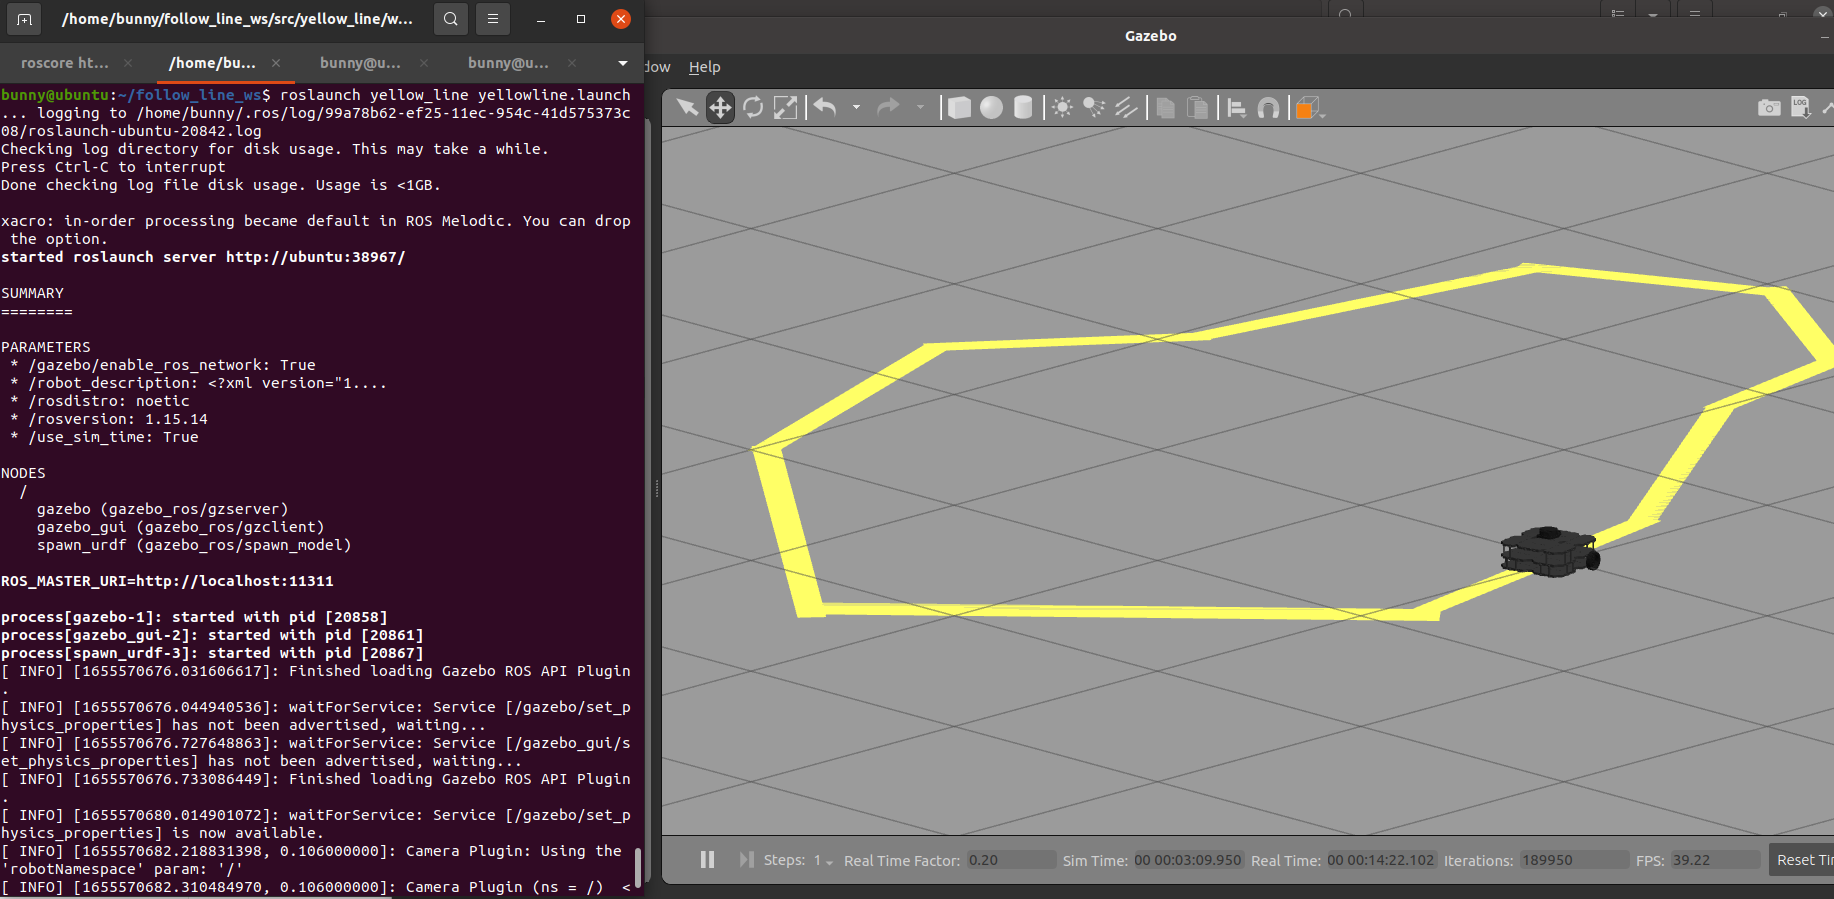 /home/bunny/follow_line_ws/src/yellow_line/w...
roscore ht... × /home/bu... × bunny@u... × bunny@u... ×
bunny@ubuntu:~/follow_line_ws$ roslaunch yellow_line yellowline.launch
... logging to /home/bunny/.ros/log/99a78b62-ef25-11ec-954c-41d575373c
08/roslaunch-ubuntu-20842.log
Checking log directory for disk usage. This may take a while.
Press Ctrl-C to interrupt
Done checking log file disk usage. Usage is <1GB.
xacro: in-order processing became default in ROS Melodic. You can drop
the option.
started roslaunch server http://ubuntu:38967/
SUMMARY
========
PARAMETERS
* /gazebo/enable_ros_network: True
* /robot_description: <?xml version="1....
* /rosdistro: noetic
* /rosversion: 1.15.14
* /use_sim_time: True
NODES
/
gazebo (gazebo_ros/gzserver)
gazebo_gui (gazebo_ros/gzclient)
spawn_urdf (gazebo_ros/spawn_model)
ROS_MASTER_URI=http://localhost:11311
process[gazebo-1]: started with pid [20858]
process[gazebo_gui-2]: started with pid [20861]
process[spawn_urdf-3]: started with pid [20867]
[ INFO] [1655570676.031606617]: Finished loading Gazebo ROS API Plugin
.
[ INFO] [1655570676.044940536]: waitForService: Service [/gazebo/set_p
hysics_properties] has not been advertised, waiting...
[ INFO] [1655570676.727648863]: waitForService: Service [/gazebo_gui/s
et_physics_properties] has not been advertised, waiting...
[ INFO] [1655570676.733086449]: Finished loading Gazebo ROS API Plugin
.
[ INFO] [1655570680.014901072]: waitForService: Service [/gazebo/set_p
hysics_properties] is now available.
[ INFO] [1655570682.218831398, 0.106000000]: Camera Plugin: Using the
'robotNamespace' param: '/'
[ INFO] [1655570682.310484970, 0.106000000]: Camera Plugin (ns = /) <
Gazebo
dow Help
LOG
Steps: 1 Real Time Factor: 0.20 Sim Time: 00 00:03:09.950 Real Time: 00 00:14:22.102 Iterations: 189950 FPS: 39.22 Reset Tim